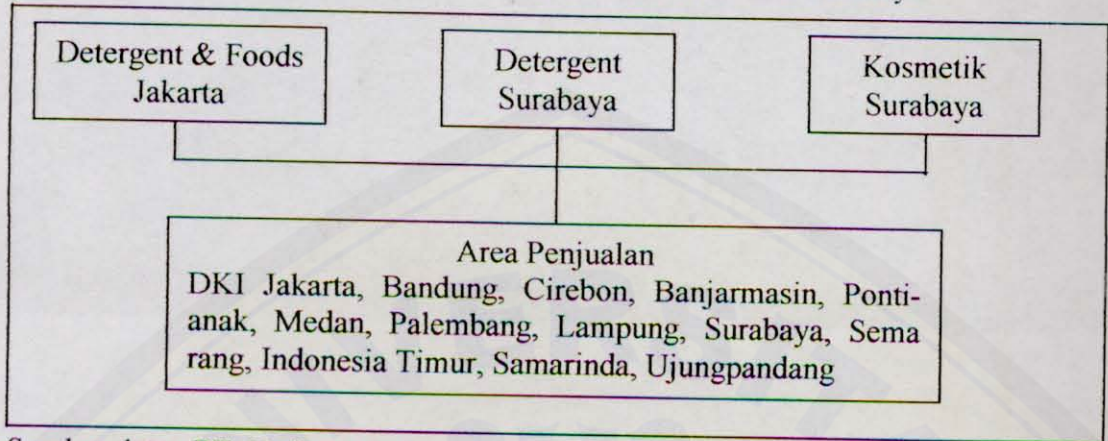 Detergent & Foods
Jakarta
Detergent
Surabaya
Kosmetik
Surabaya
Area Penjualan
DKI Jakarta, Bandung, Cirebon, Banjarmasin, Ponti-
anak, Medan, Palembang, Lampung, Surabaya, Sema
rang, Indonesia Timur, Samarinda, Ujungpandang